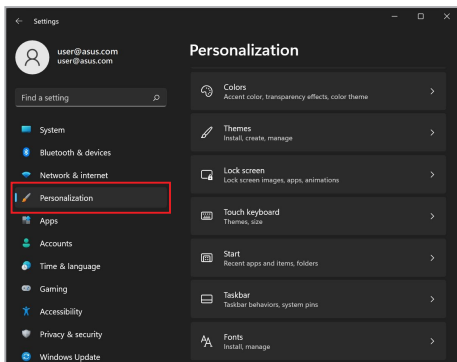 Settings
user@asus.com
user@asus.com
Find a setting
System
Bluetooth & devices
Network & internet
Personalization
Apps
Accounts
Time & language
Gaming
Accessibility
Privacy & security
Windows Update
Personalization
Colors
Accent color, transparency effects, color theme
Themes
Install, create, manage
Lock screen
Lock screen images, apps, animations
Touch keyboard
Themes, size
Start
Recent apps and items, folders
Taskbar
Taskbar behaviors, system pins
Fonts
Install, manage